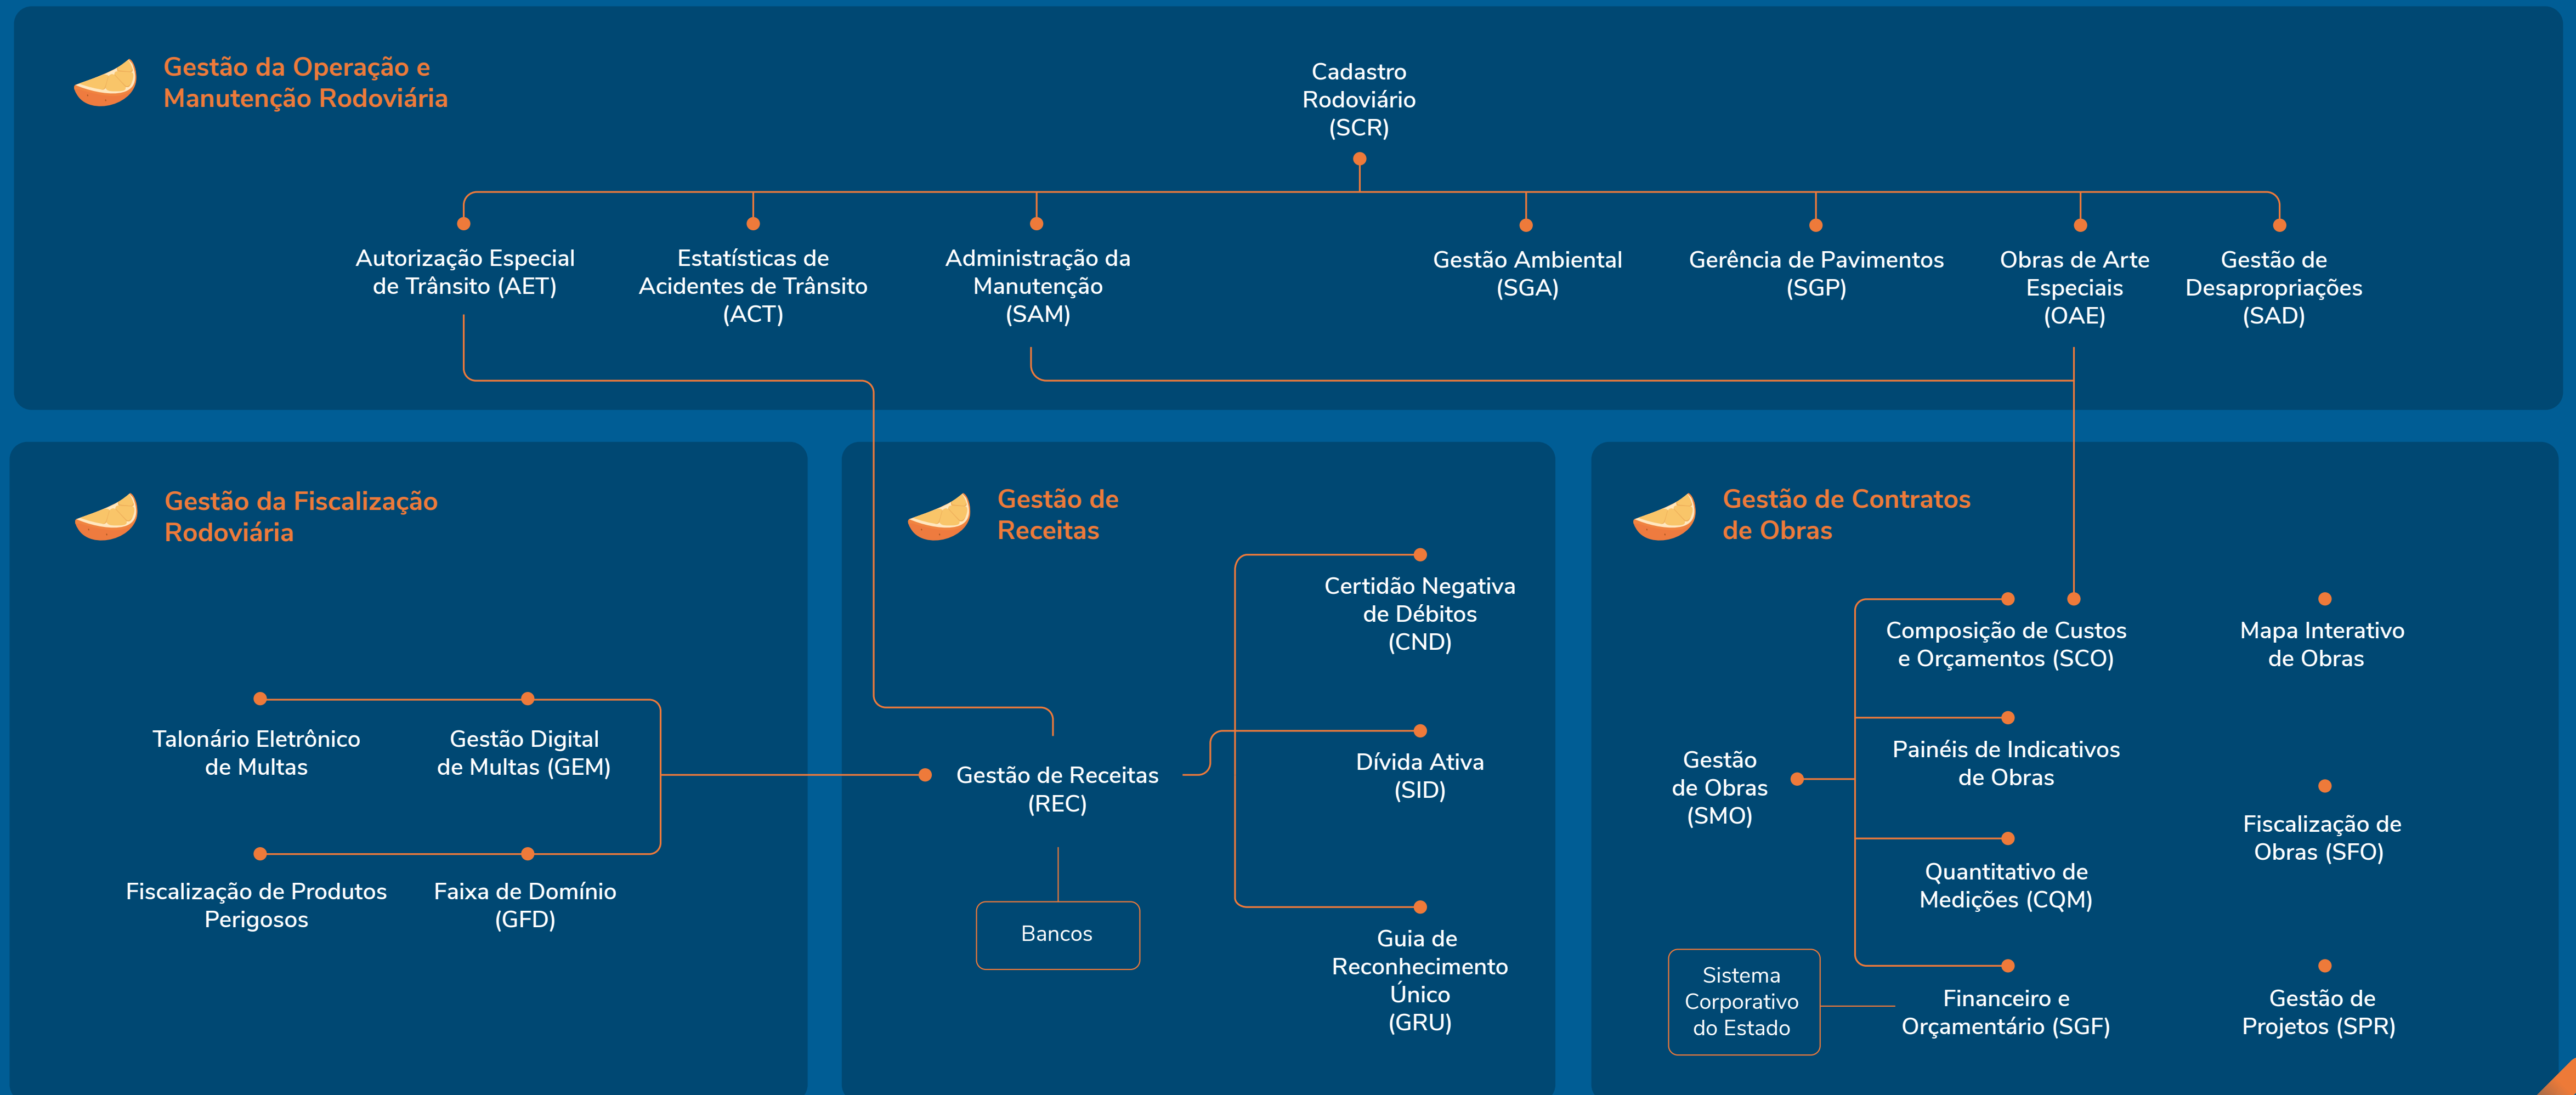 Gestão da Operação e
Manutenção Rodoviária
Cadastro
Rodoviário
(SCR)
Autorização Especial
de Trânsito (AET)
Estatísticas de
Acidentes de Trânsito
(ACT)
Administração da
Manutenção
(SAM)
Gestão Ambiental
(SGA)
Gerência de Pavimentos
(SGP)
Obras de Arte
Especiais
(OAE)
Gestão de
Desapropriações
(SAD)
Gestão da Fiscalização
Rodoviária
Talonário Eletrônico
de Multas
Gestão Digital
de Multas (GEM)
Fiscalização de Produtos
Perigosos
Faixa de Domínio
(GFD)
Gestão de
Receitas
Certidão Negativa
de Débitos
(CND)
Gestão de Receitas
(REC)
Dívida Ativa
(SID)
Bancos
Guia de
Reconhecimento
Único
(GRU)
Gestão de Contratos
de Obras
Composição de Custos
e Orçamentos (SCO)
Mapa Interativo
de Obras
Gestão
de Obras
(SMO)
Painéis de Indicativos
de Obras
Fiscalização de
Obras (SFO)
Quantitativo de
Medições (CQM)
Sistema
Corporativo
do Estado
Financeiro e
Orçamentário (SGF)
Gestão de
Projetos (SPR)